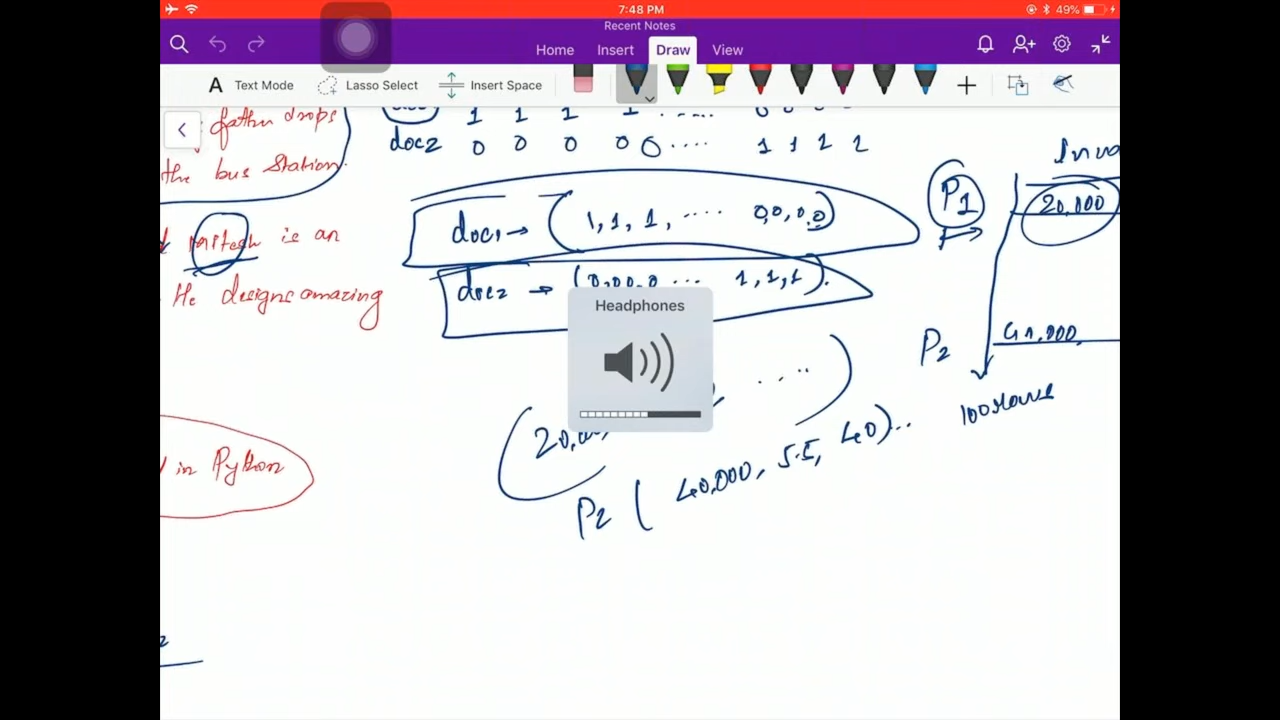 7:48 PM
49%
Recent Notes
Home Insert Draw View
A Text Mode Lasso Select Insert Space
father drops
the bus station.
doc2 0 0 0 0 0 .... 1 1 1 1
doc1 → (1, 1, 1, .... 0,0,0,0)
doc2 → (0,0,0,0 ... 1,1,1).
P1
20,000
is an
He designs amazing
Headphones
P2
100 rows
in Python
P2 ( 40,000, 5.5, 40)..